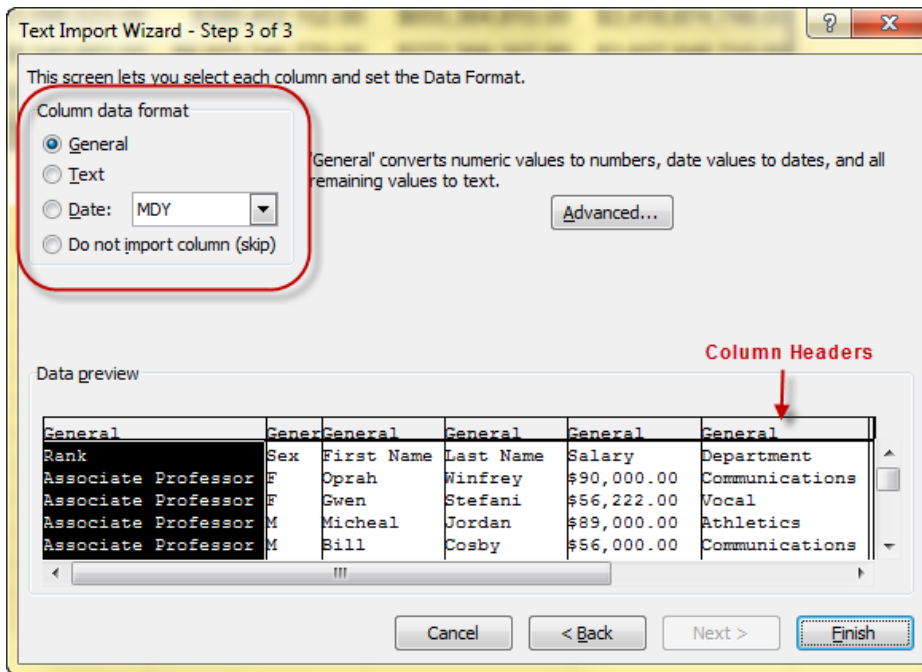 Text Import Wizard - Step 3 of 3
This screen lets you select each column and set the Data Format.
Column data format
General
Text
Date: MDY
Do not import column (skip)
'General' converts numeric values to numbers, date values to dates, and all
remaining values to text.
Advanced...
Column Headers
Data preview
General Gener General General General General
Rank Sex First Name Last Name Salary Department
Associate Professor F Oprah Winfrey $90,000.00 Communications
Associate Professor F Gwen Stefani $56,222.00 Vocal
Associate Professor M Micheal Jordan $89,000.00 Athletics
Associate Professor M Bill Cosby $56,000.00 Communications
Cancel < Back Next > Finish